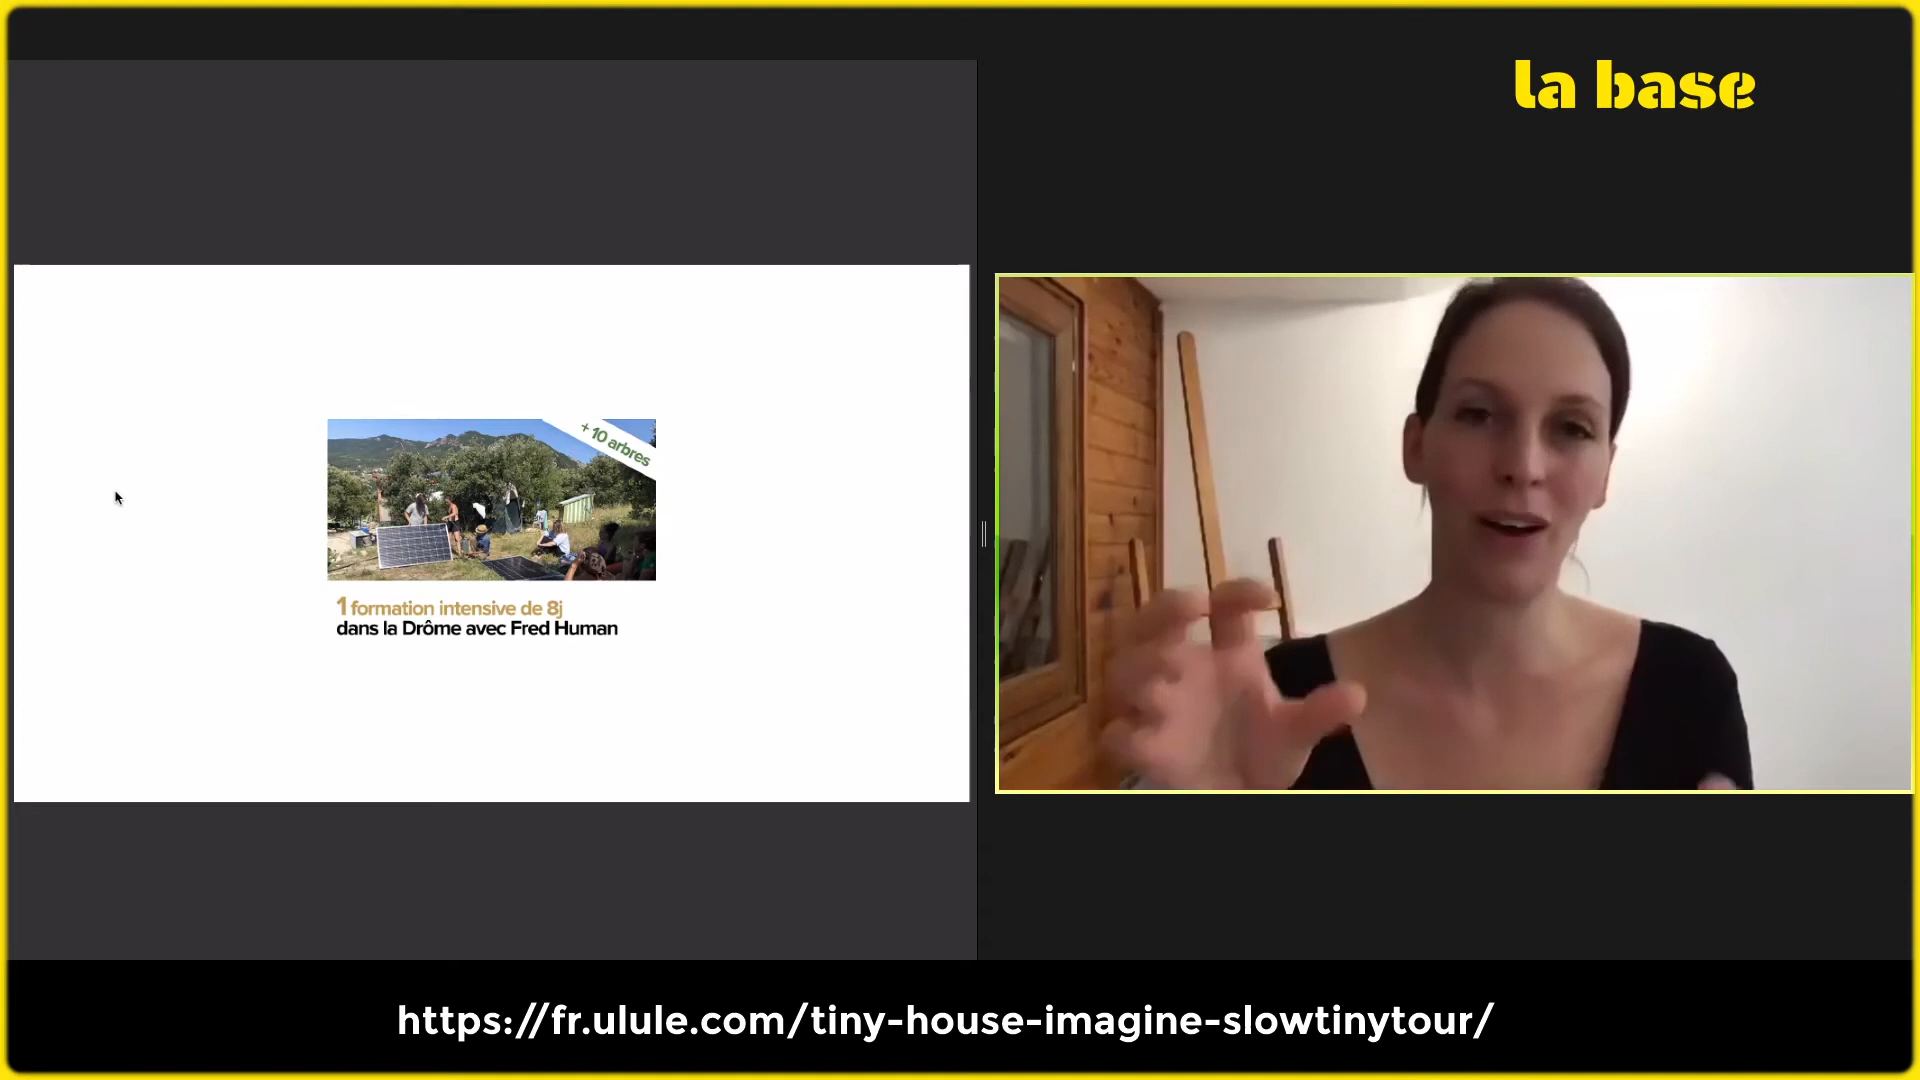 la base
+ 10 arbres
1 formation intensive de 8j
dans la Drôme avec Fred Human
https://fr.ulule.com/tiny-house-imagine-slowtinytour/